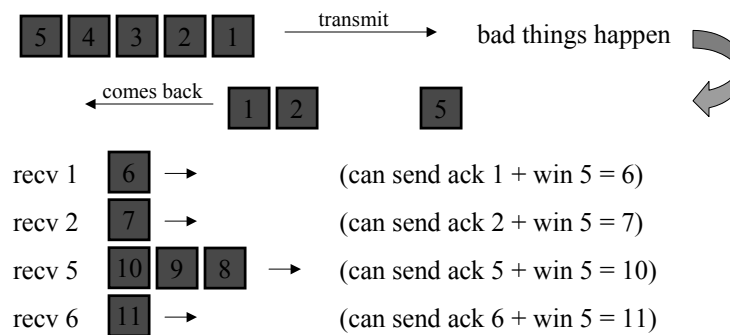 5 4 3 2 1 transmit bad things happen
comes back 1 2 5
recv 1 6 (can send ack 1 + win 5 = 6)
recv 2 7 (can send ack 2 + win 5 = 7)
recv 5 10 9 8 (can send ack 5 + win 5 = 10)
recv 6 11 (can send ack 6 + win 5 = 11)